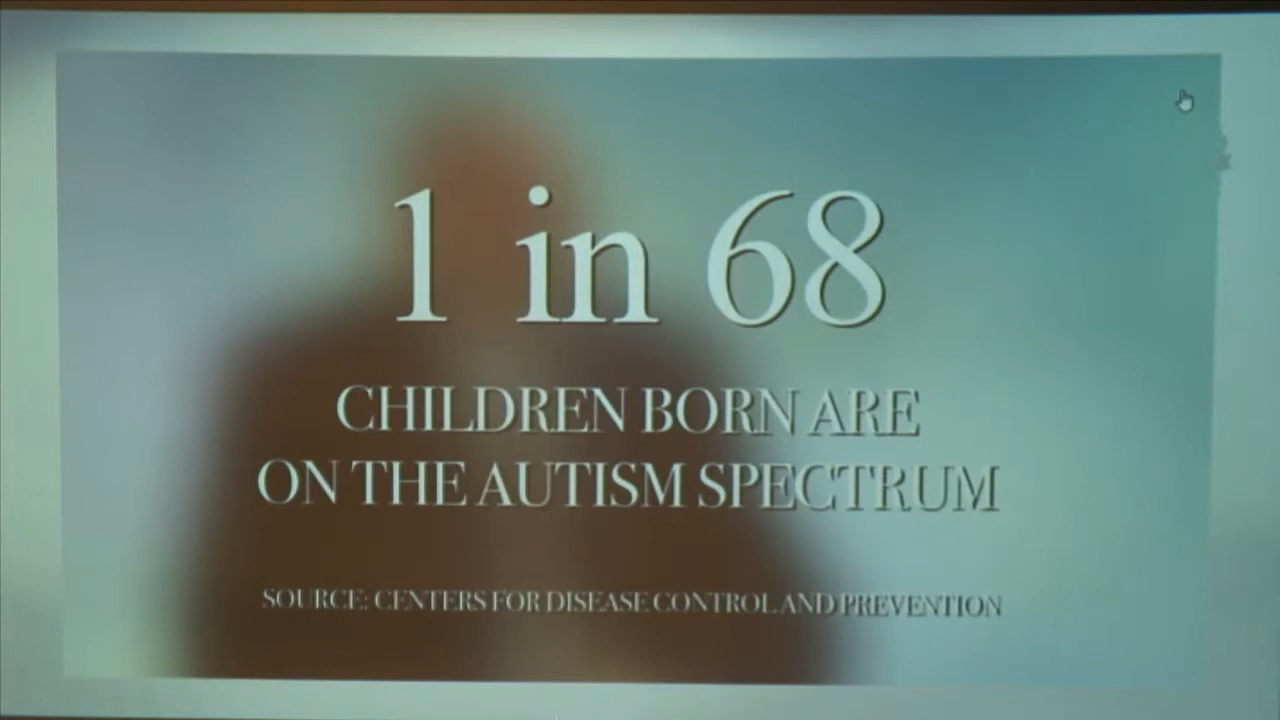 1 in 68
CHILDREN BORN ARE
ON THE AUTISM SPECTRUM
SOURCE: CENTERS FOR DISEASE CONTROL AND PREVENTION